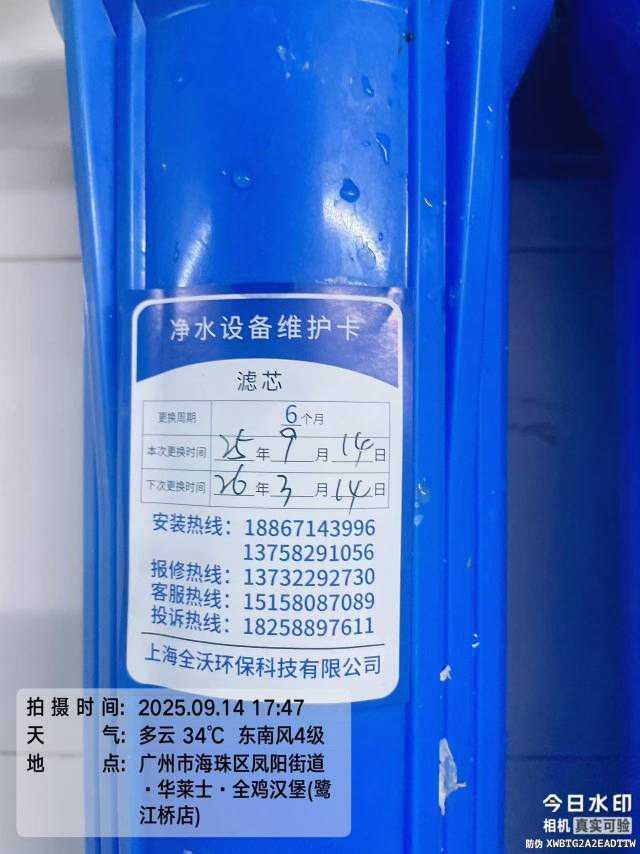 净水设备维护卡
滤芯
更换周期 6个月
本次更换时间 25年9月14日
下次更换时间 26年3月14日
安装热线：18867143996
13758291056
报修热线：13732292730
客服热线：15158087089
投诉热线：18258897611
上海全沃环保科技有限公司
拍摄时间：2025.09.14 17:47
天气：多云 34℃ 东南风4级
地点：广州市海珠区凤阳街道
·华莱士·全鸡汉堡(鹭
江桥店)
今日水印
相机 真实可验
防伪 XWBTG2A2EADTTW